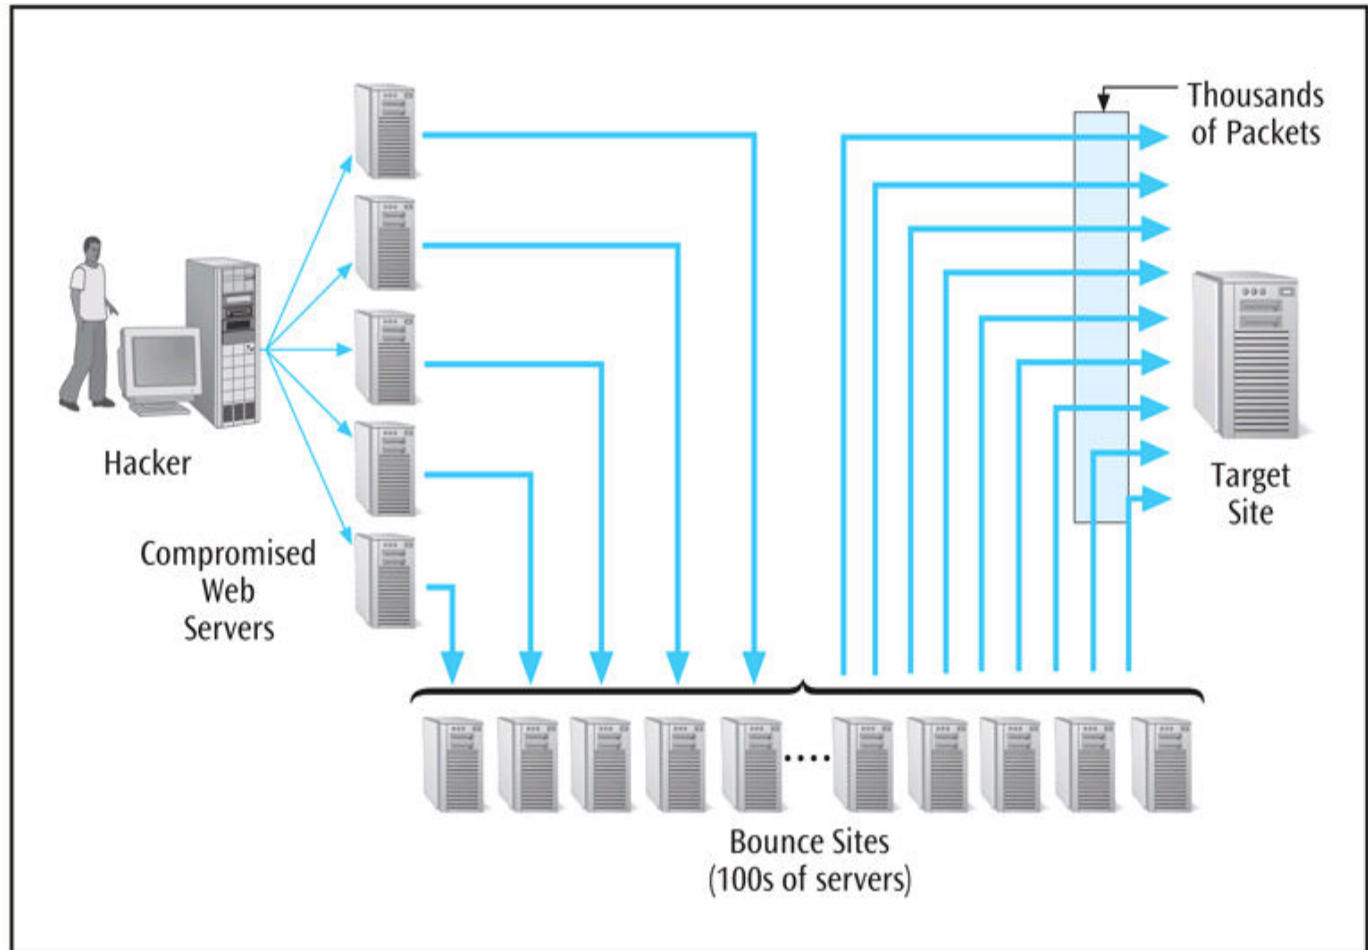 Thousands
of Packets
Hacker
Compromised
Web
Servers
Target
Site
Bounce Sites
(100s of servers)